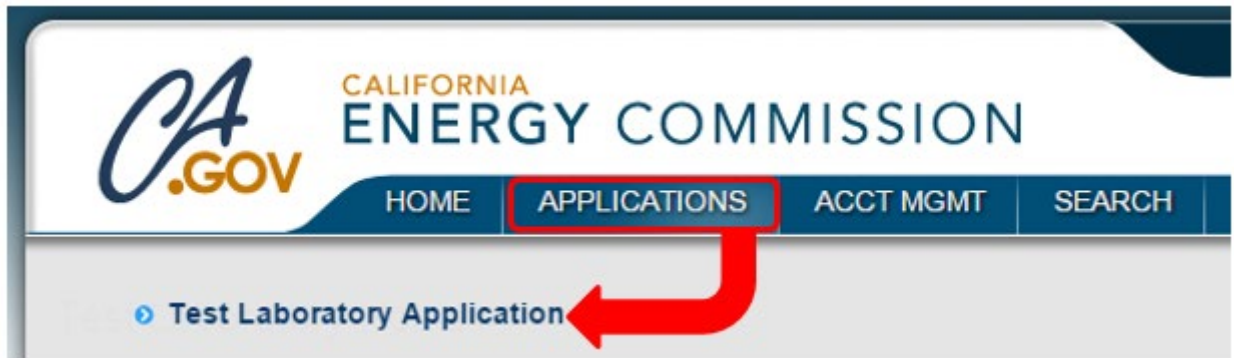 CA
.GOV
CALIFORNIA
ENERGY COMMISSION
HOME APPLICATIONS ACCT MGMT SEARCH
Test Laboratory Application